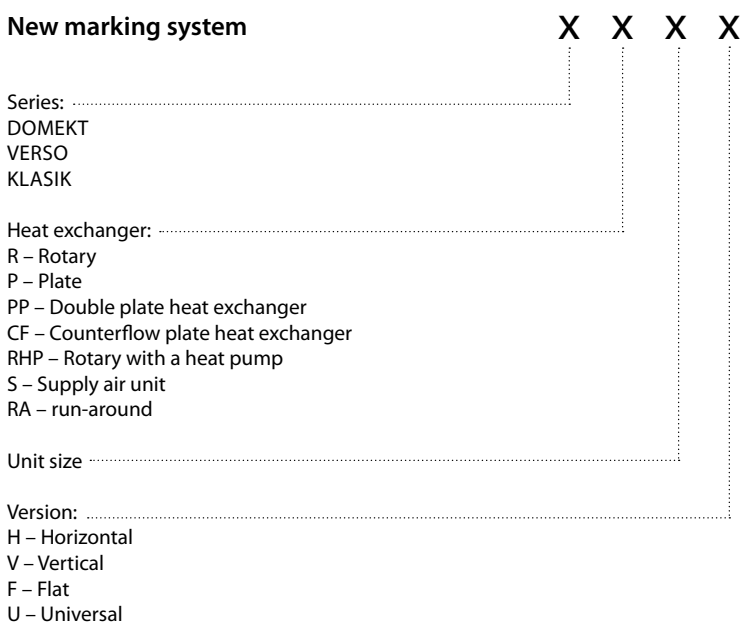 New marking system X X X X
Series:
DOMEKT
VERSO
KLASIK
Heat exchanger:
R – Rotary
P – Plate
PP – Double plate heat exchanger
CF – Counterflow plate heat exchanger
RHP – Rotary with a heat pump
S – Supply air unit
RA – run-around
Unit size
Version:
H – Horizontal
V – Vertical
F – Flat
U – Universal